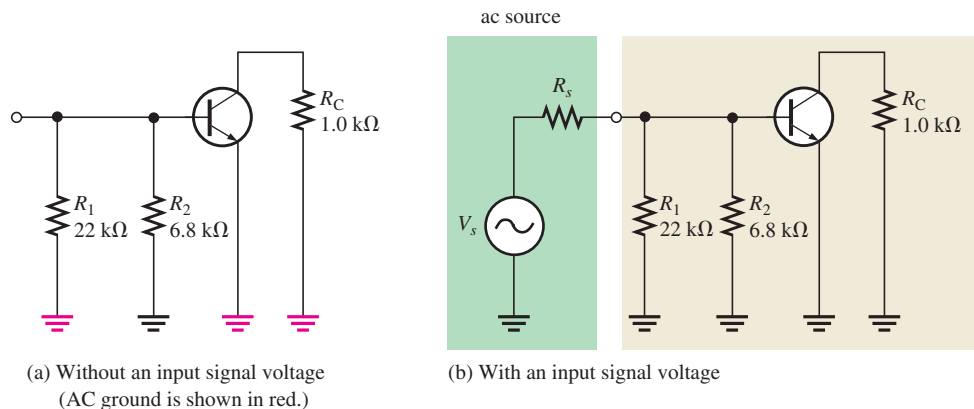 ac source
R_C
1.0 kΩ
R_1
22 kΩ
R_2
6.8 kΩ
(a) Without an input signal voltage
(AC ground is shown in red.)
R_s
V_s
R_C
1.0 kΩ
R_1
22 kΩ
R_2
6.8 kΩ
(b) With an input signal voltage